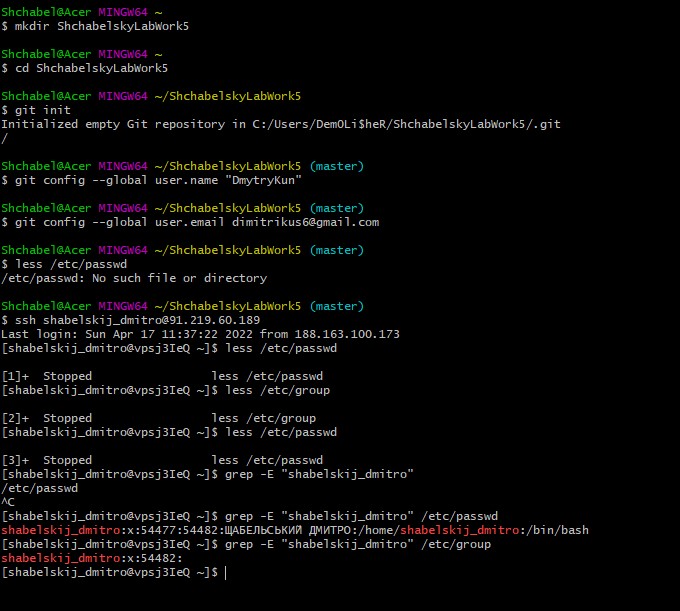 Shchabel@Acer MINGW64 ~
$ mkdir ShchabelskyLabWork5
Shchabel@Acer MINGW64 ~
$ cd ShchabelskyLabWork5
Shchabel@Acer MINGW64 ~/ShchabelskyLabWork5
$ git init
Initialized empty Git repository in C:/Users/DemOLi$heR/ShchabelskyLabWork5/.git
/
Shchabel@Acer MINGW64 ~/ShchabelskyLabWork5 (master)
$ git config --global user.name "DmytryKun"
Shchabel@Acer MINGW64 ~/ShchabelskyLabWork5 (master)
$ git config --global user.email dimitrikus6@gmail.com
Shchabel@Acer MINGW64 ~/ShchabelskyLabWork5 (master)
$ less /etc/passwd
/etc/passwd: No such file or directory
Shchabel@Acer MINGW64 ~/ShchabelskyLabWork5 (master)
$ ssh shabelskij_dmitro@91.219.60.189
Last login: Sun Apr 17 11:37:22 2022 from 188.163.100.173
[shabelskij_dmitro@vpsj3IeQ ~]$ less /etc/passwd
[1]+  Stopped                 less /etc/passwd
[shabelskij_dmitro@vpsj3IeQ ~]$ less /etc/group
[2]+  Stopped                 less /etc/group
[shabelskij_dmitro@vpsj3IeQ ~]$ less /etc/passwd
[3]+  Stopped                 less /etc/passwd
[shabelskij_dmitro@vpsj3IeQ ~]$ grep -E "shabelskij_dmitro"
/etc/passwd
^C
[shabelskij_dmitro@vpsj3IeQ ~]$ grep -E "shabelskij_dmitro" /etc/passwd
shabelskij_dmitro:x:54477:54482:ЩАБЕЛЬСЬКИЙ ДМИТРО:/home/shabelskij_dmitro:/bin/bash
[shabelskij_dmitro@vpsj3IeQ ~]$ grep -E "shabelskij_dmitro" /etc/group
shabelskij_dmitro:x:54482:
[shabelskij_dmitro@vpsj3IeQ ~]$